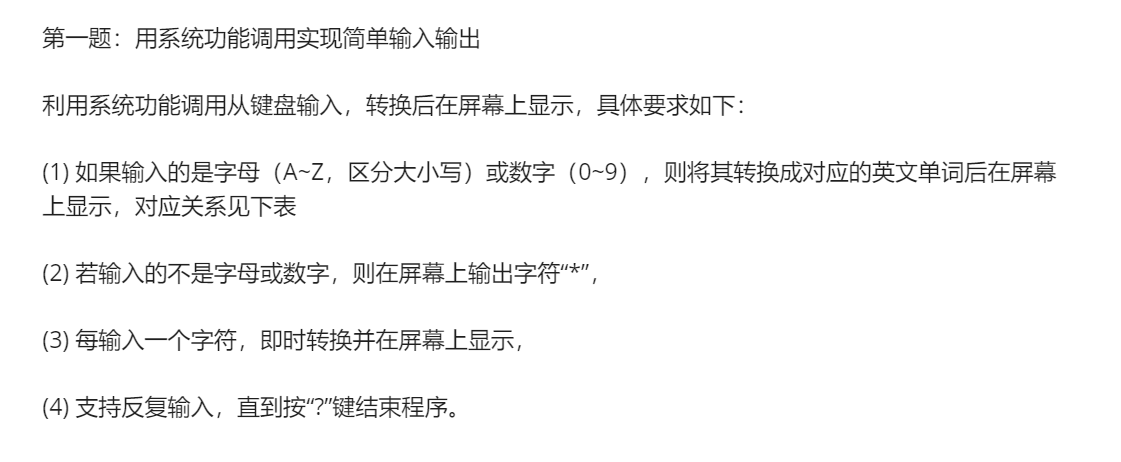 第一题：用系统功能调用实现简单输入输出
利用系统功能调用从键盘输入，转换后在屏幕上显示，具体要求如下：
(1) 如果输入的是字母（A~Z，区分大小写）或数字（0~9），则将其转换成对应的英文单词后在屏幕
上显示，对应关系见下表
(2) 若输入的不是字母或数字，则在屏幕上输出字符“*”，
(3) 每输入一个字符，即时转换并在屏幕上显示，
(4) 支持反复输入，直到按“?”键结束程序。